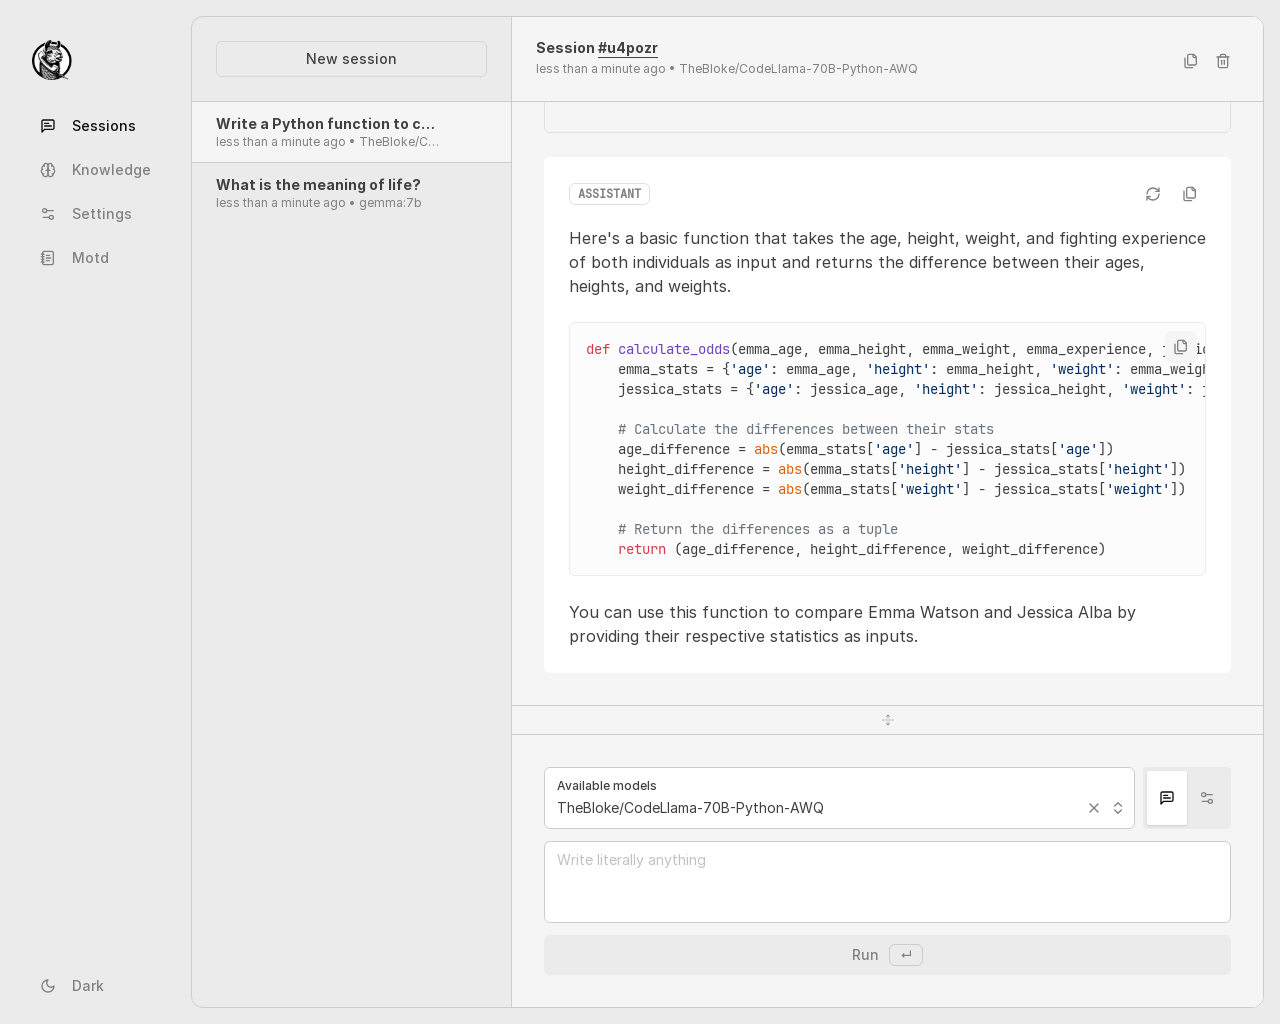 Sessions
Knowledge
Settings
Motd
Dark
New session
Write a Python function to c…
less than a minute ago • TheBloke/C…
What is the meaning of life?
less than a minute ago • gemma:7b
Session #u4pozr
less than a minute ago • TheBloke/CodeLlama-70B-Python-AWQ
ASSISTANT
Here's a basic function that takes the age, height, weight, and fighting experience
of both individuals as input and returns the difference between their ages,
heights, and weights.
def calculate_odds(emma_age, emma_height, emma_weight, emma_experience,
    emma_stats = {'age': emma_age, 'height': emma_height, 'weight': emma_weigh
    jessica_stats = {'age': jessica_age, 'height': jessica_height, 'weight': j
    # Calculate the differences between their stats
    age_difference = abs(emma_stats['age'] - jessica_stats['age'])
    height_difference = abs(emma_stats['height'] - jessica_stats['height'])
    weight_difference = abs(emma_stats['weight'] - jessica_stats['weight'])
    # Return the differences as a tuple
    return (age_difference, height_difference, weight_difference)
You can use this function to compare Emma Watson and Jessica Alba by
providing their respective statistics as inputs.
Available models
TheBloke/CodeLlama-70B-Python-AWQ
Write literally anything
Run